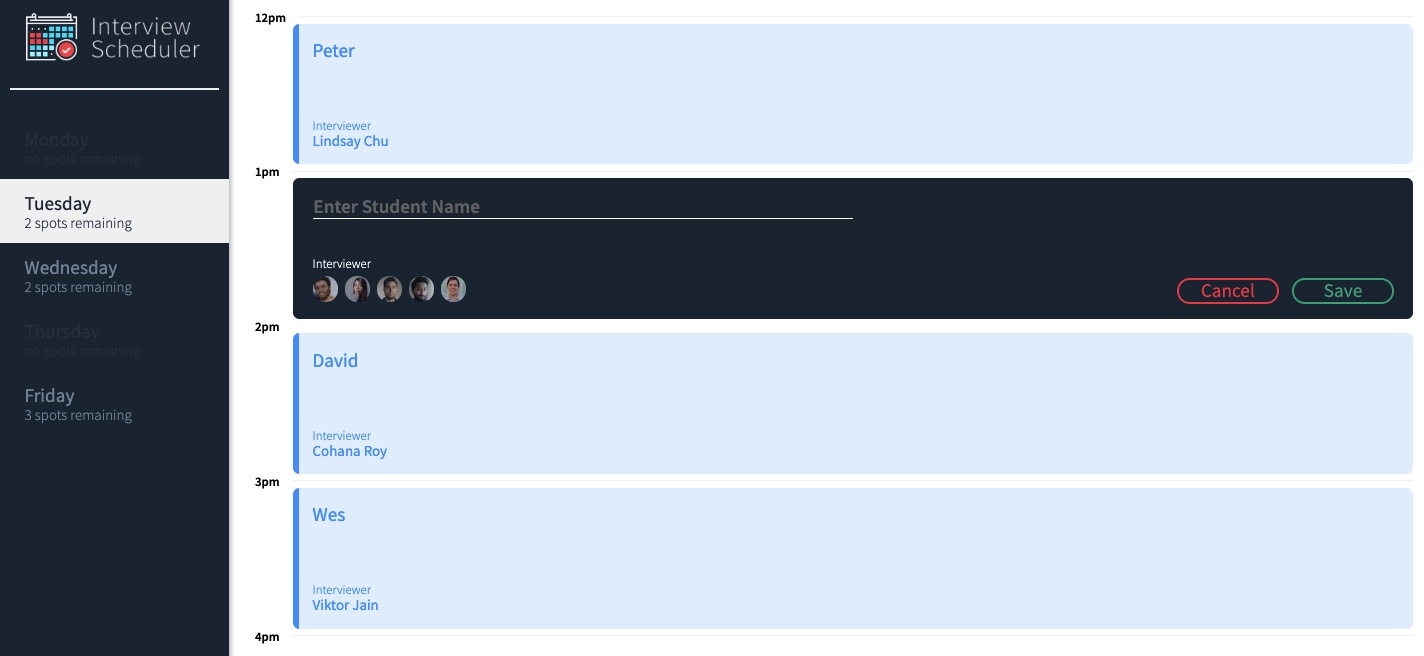 Interview
Scheduler
Monday
no spots remaining
Tuesday
2 spots remaining
Wednesday
2 spots remaining
Thursday
no spots remaining
Friday
3 spots remaining
12pm
Peter
Interviewer
Lindsay Chu
1pm
Enter Student Name
Interviewer
Cancel
Save
2pm
David
Interviewer
Cohana Roy
3pm
Wes
Interviewer
Viktor Jain
4pm